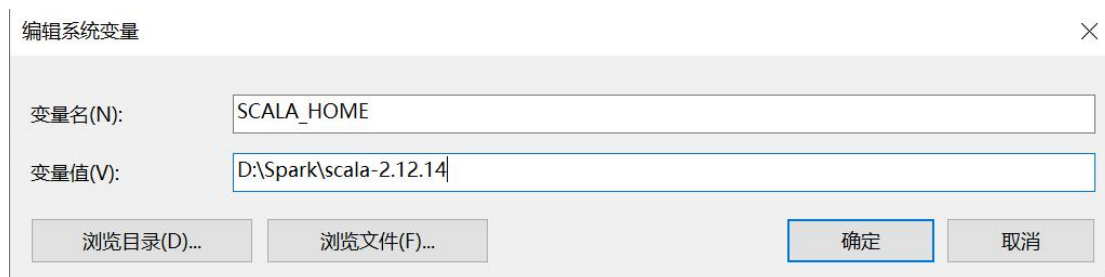 编辑系统变量
变量名(N): SCALA_HOME
变量值(V): D:\Spark\scala-2.12.14
浏览目录(D)... 浏览文件(F)... 确定 取消